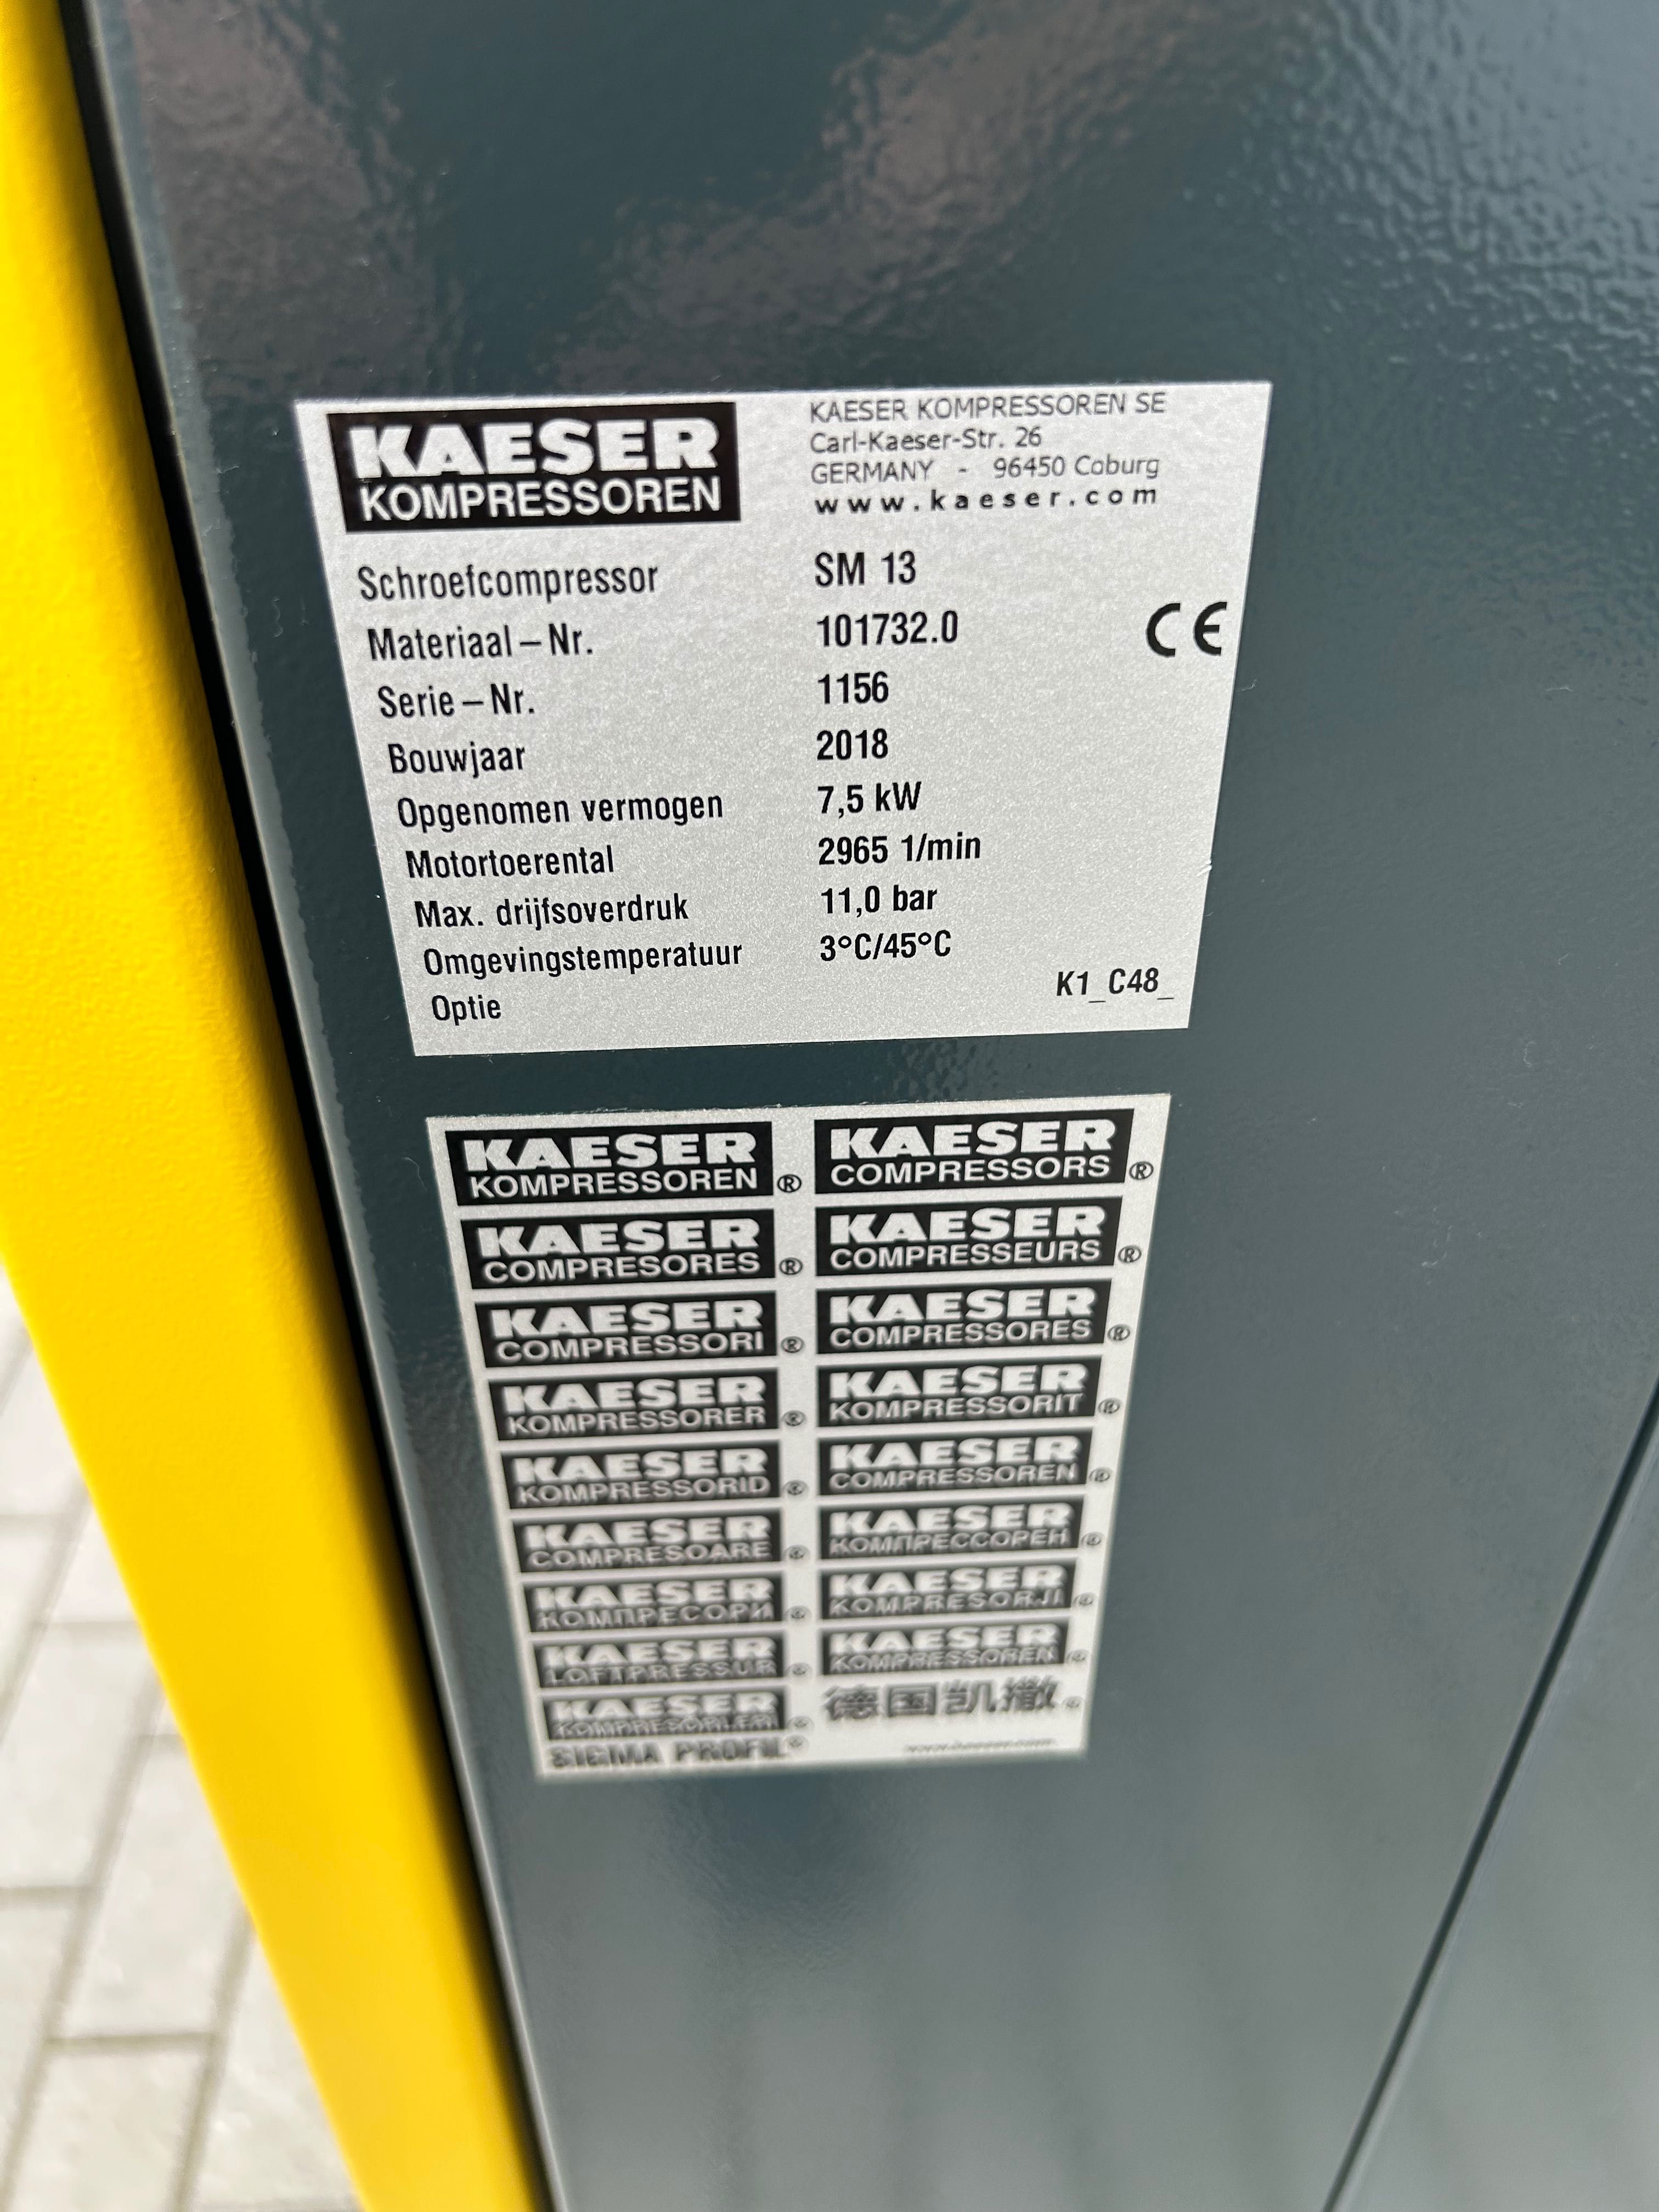 KAESER
KOMPRESSOREN
KAESER KOMPRESSOREN SE
Carl-Kaeser-Str. 26
GERMANY - 96450 Coburg
www.kaeser.com
Schroefcompressor SM 13
Materiaal – Nr. 101732.0
CE
Serie – Nr. 1156
Bouwjaar 2018
Opgenomen vermogen 7,5 kW
Motortoerental 2965 1/min
Max. drijfsoverdruk 11,0 bar
Omgevingstemperatuur 3°C/45°C
Optie K1_C48_
KAESER
KOMPRESSOREN ®
KAESER
COMPRESSORS ®
KAESER
COMPRESORES ®
KAESER
COMPRESSEURS ®
KAESER
COMPRESSORI ®
KAESER
COMPRESSORES ®
KAESER
KOMPRESSORER ®
KAESER
KOMPRESSORIT ®
KAESER
KOMPRESSORID ®
KAESER
COMPRESSOREN ®
KAESER
COMPRESOARE ®
KAESER
КОМПРЕССОРЕН ®
KAESER
КОМПРЕСОРИ ®
KAESER
KOMPRESORJI ®
KAESER
LOFTPRESSUR ®
KAESER
KOMPRESSOREN ®
KAESER
KOMPRESÖRLERI ®
德国凯撒 ®
SIGMA PROFIL®
www.kaeser.com